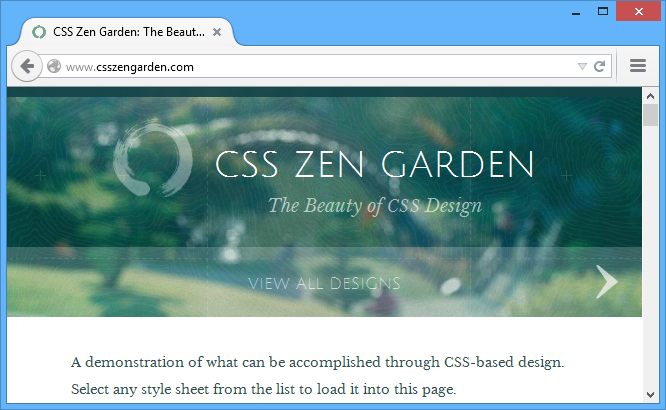 CSS Zen Garden: The Beaut...
www.csszengarden.com
CSS ZEN GARDEN
The Beauty of CSS Design
VIEW ALL DESIGNS
A demonstration of what can be accomplished through CSS-based design.
Select any style sheet from the list to load it into this page.